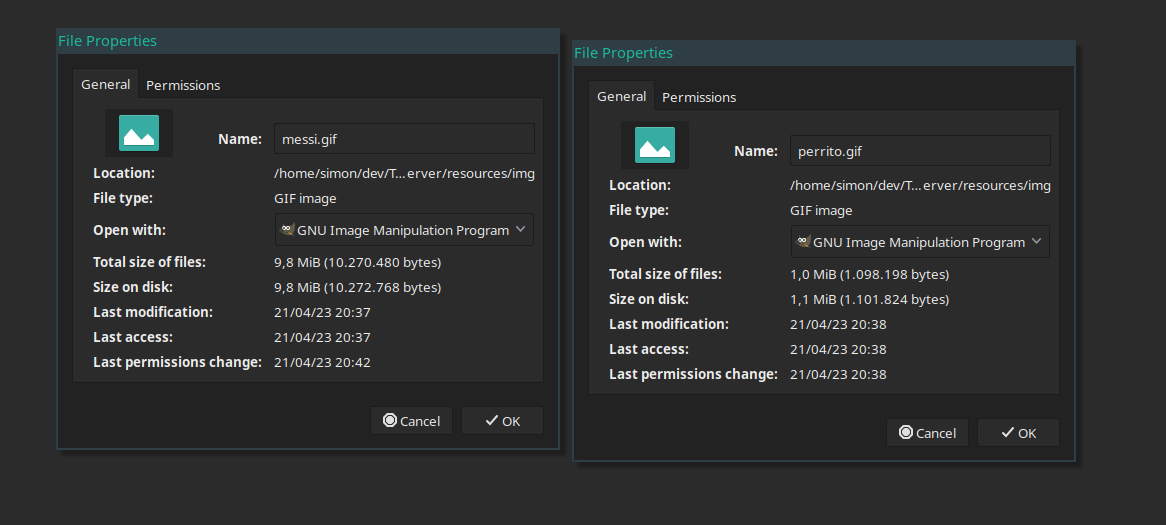 File Properties
General Permissions
Name: messi.gif
Location: /home/simon/dev/T...erver/resources/img
File type: GIF image
Open with: GNU Image Manipulation Program
Total size of files: 9,8 MiB (10.270.480 bytes)
Size on disk: 9,8 MiB (10.272.768 bytes)
Last modification: 21/04/23 20:37
Last access: 21/04/23 20:37
Last permissions change: 21/04/23 20:42
Cancel OK
File Properties
General Permissions
Name: perrito.gif
Location: /home/simon/dev/T...erver/resources/img
File type: GIF image
Open with: GNU Image Manipulation Program
Total size of files: 1,0 MiB (1.098.198 bytes)
Size on disk: 1,1 MiB (1.101.824 bytes)
Last modification: 21/04/23 20:38
Last access: 21/04/23 20:38
Last permissions change: 21/04/23 20:38
Cancel OK